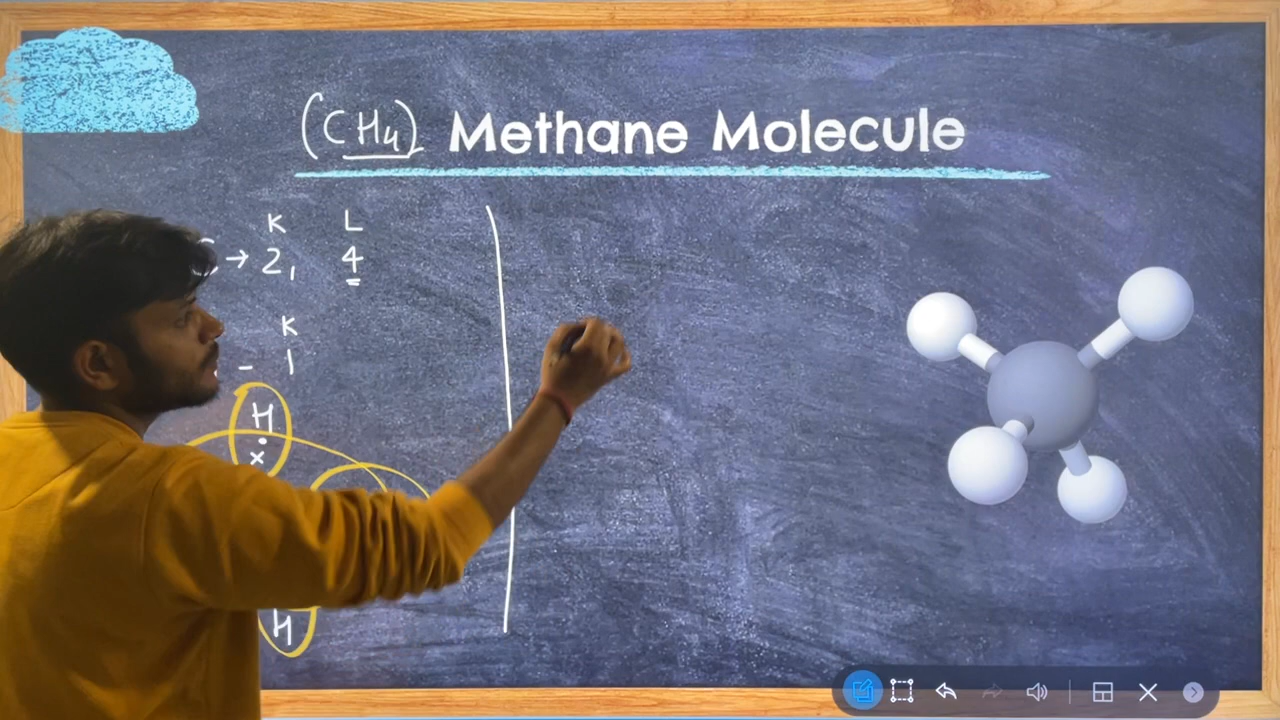 (CH4) Methane Molecule
K L
C → 2, 4
K
- 1
H
x
H